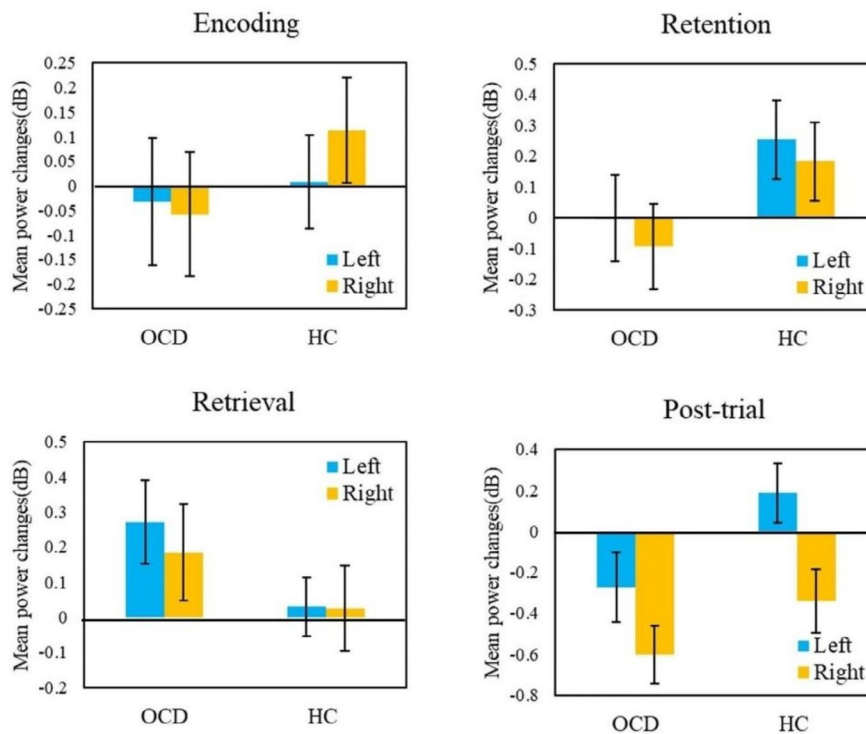 Encoding
Mean power changes(dB)
0.25
0.2
0.15
0.1
0.05
0
-0.05
-0.1
-0.15
-0.2
-0.25
Left
Right
OCD HC
Retention
Mean power changes(dB)
0.5
0.4
0.3
0.2
0.1
0
-0.1
-0.2
-0.3
Left
Right
OCD HC
Retrieval
Mean power changes(dB)
0.5
0.4
0.3
0.2
0.1
0
-0.1
-0.2
Left
Right
OCD HC
Post-trial
Mean power changes(dB)
0.4
0.2
0
-0.2
-0.4
-0.6
-0.8
Left
Right
OCD HC